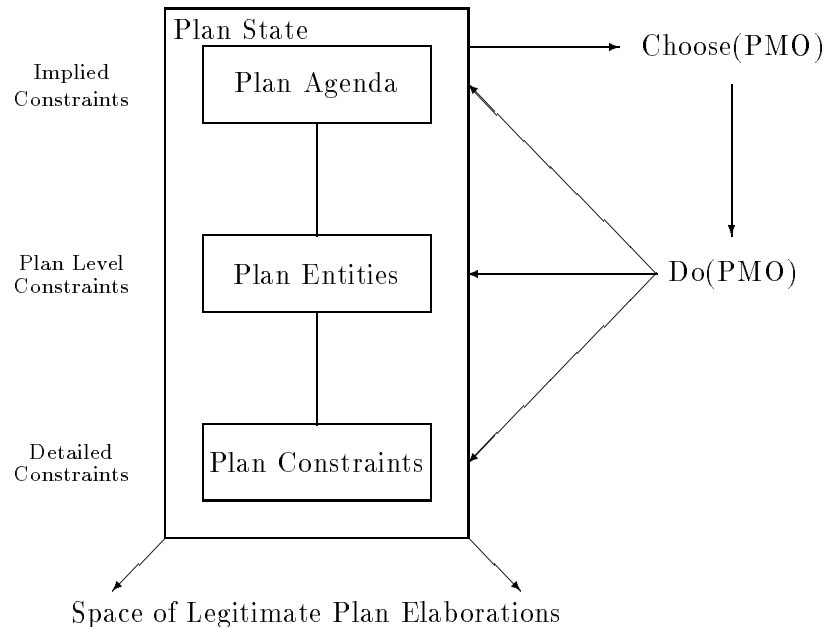 Plan State
Choose(PMO)
Implied
Constraints
Plan Agenda
Plan Level
Constraints
Plan Entities
Do(PMO)
Detailed
Constraints
Plan Constraints
Space of Legitimate Plan Elaborations